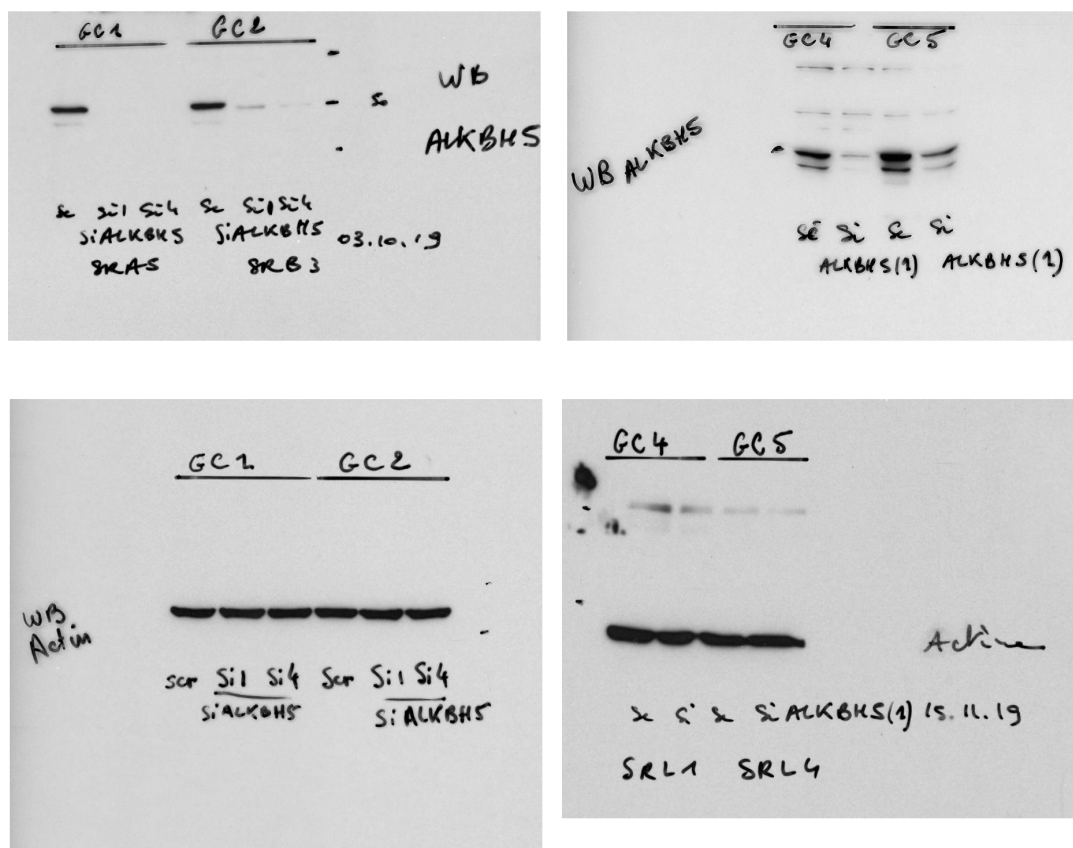 GC1 GC2
WB
ALKBH5
Sc Si1 Si4 Sc Si1 Si4
SiALKBH5 SiALKBH5 03.10.19
SRA5 SRB3
GC4 GC5
WB ALKBH5
Sc Si Sc Si
ALKBH5(1) ALKBH5(1)
GC1 GC2
WB
Actin
Scr Si1 Si4 Scr Si1 Si4
SiALKBH5 SiALKBH5
GC4 GC5
Actine
Sc Si Sc SiALKBH5(1) 15.11.19
SRL1 SRL4